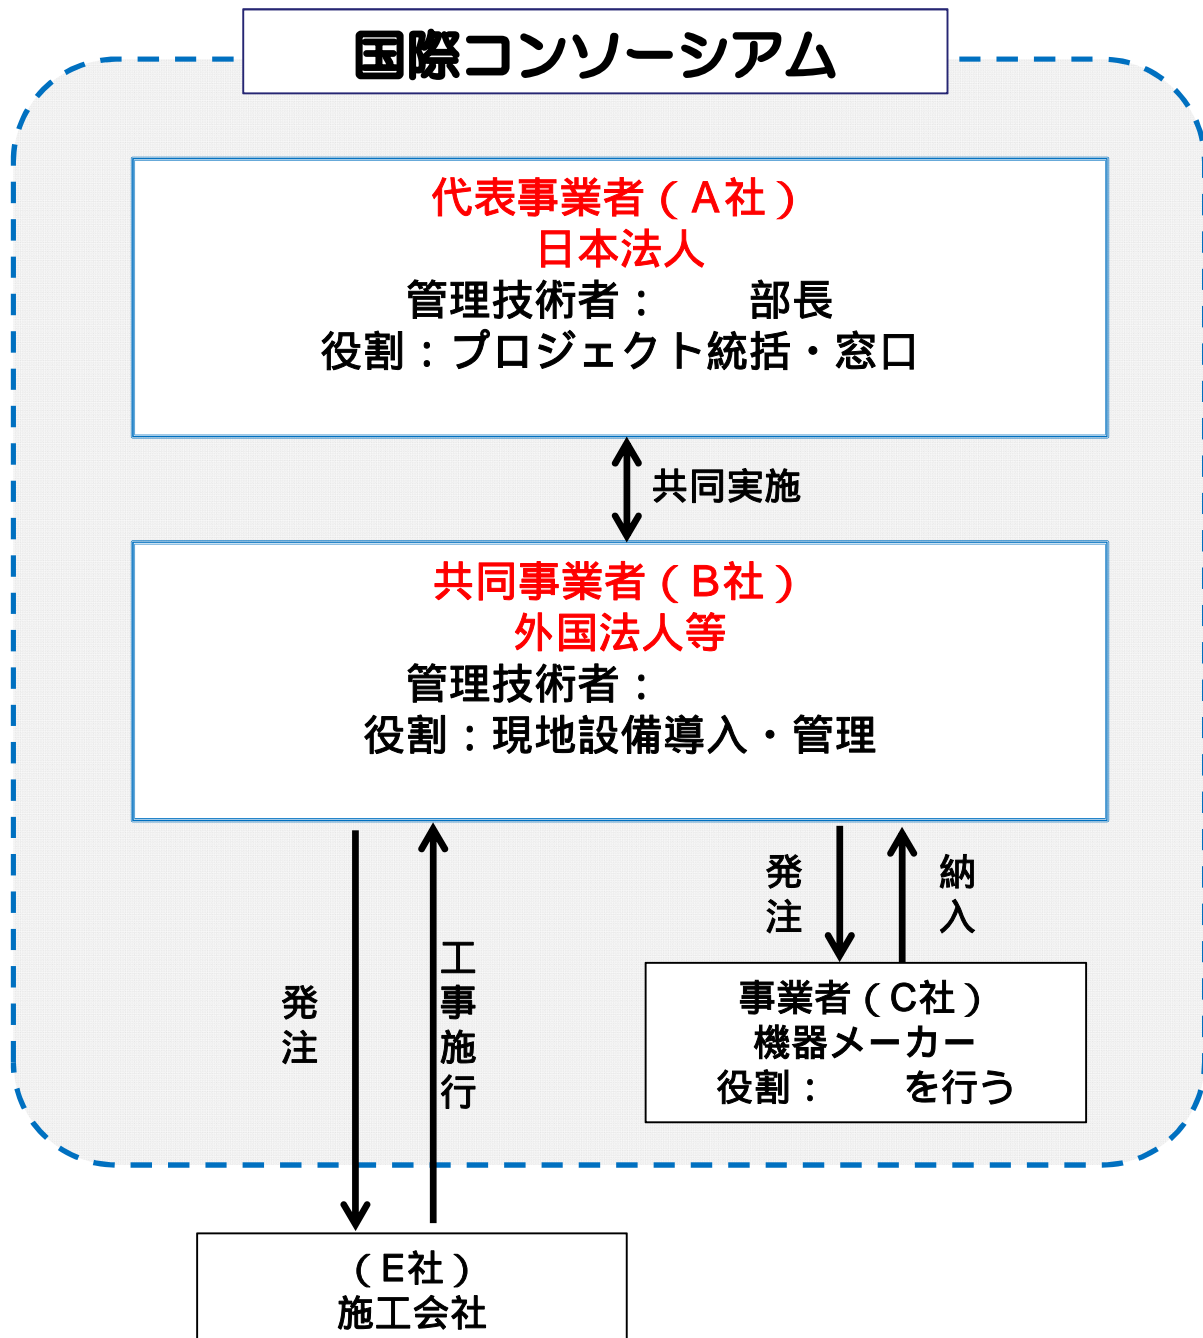 国際コンソーシアム
代表事業者（A社）
日本法人
管理技術者：　　部長
役割：プロジェクト統括・窓口
共同実施
共同事業者（B社）
外国法人等
管理技術者：
役割：現地設備導入・管理
発注
納入
工事施行
発注
事業者（C社）
機器メーカー
役割：　　を行う
（E社）
施工会社